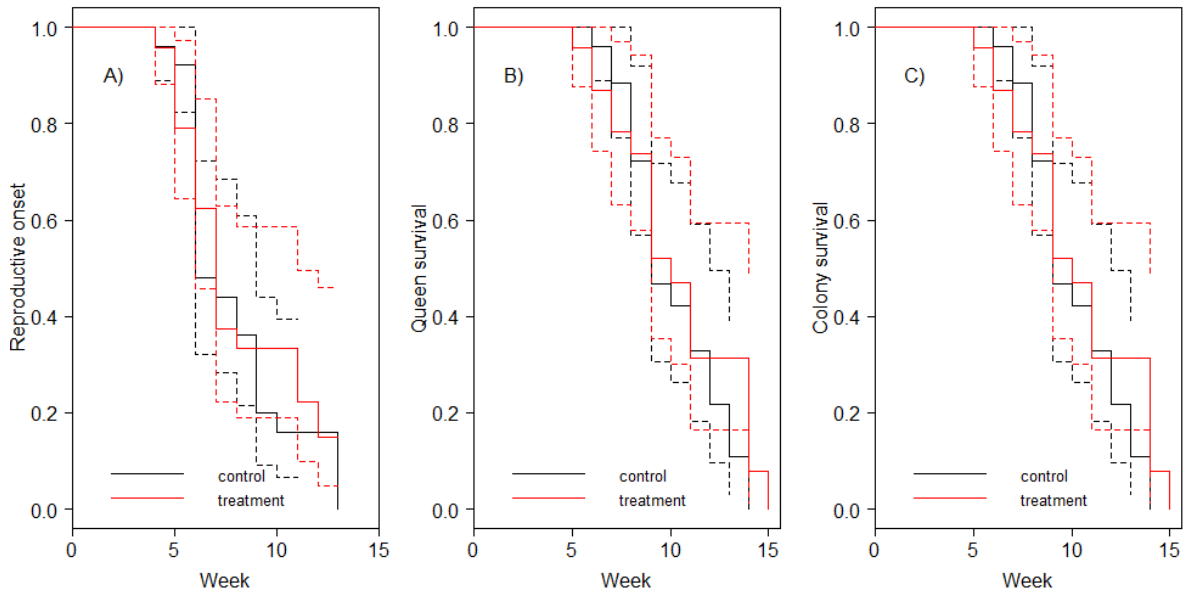 A)
Reproductive onset
1.0
0.8
0.6
0.4
0.2
0.0
control
treatment
0 5 10 15
Week
B)
Queen survival
1.0
0.8
0.6
0.4
0.2
0.0
control
treatment
0 5 10 15
Week
C)
Colony survival
1.0
0.8
0.6
0.4
0.2
0.0
control
treatment
0 5 10 15
Week